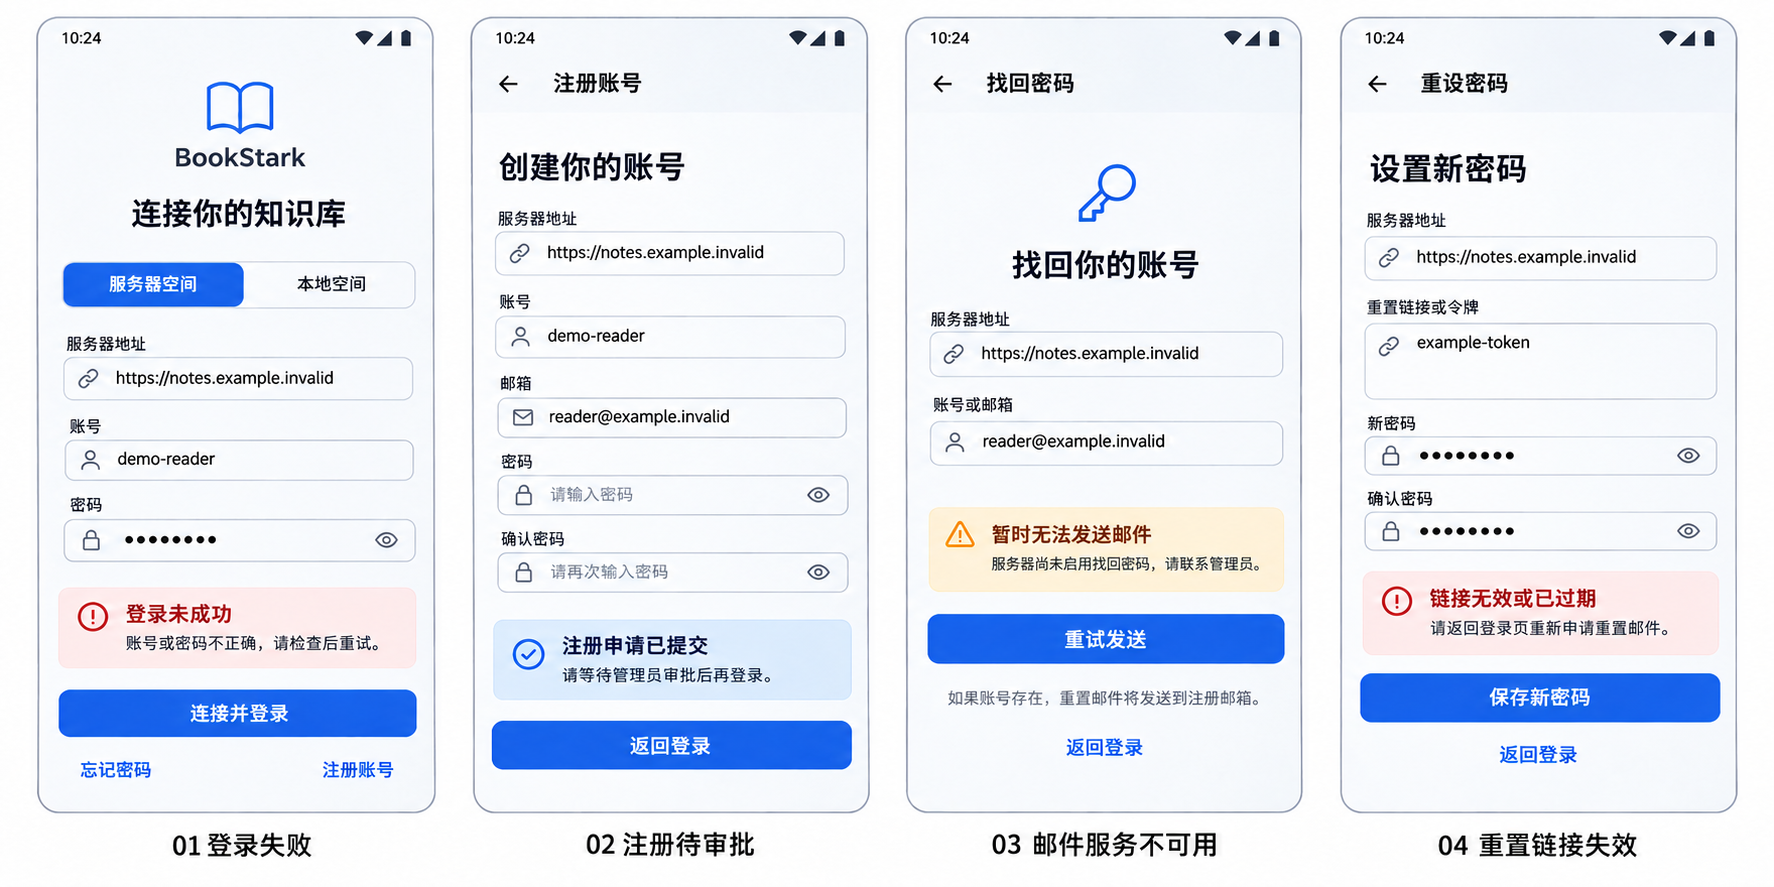 10:24
BookStark
连接你的知识库
服务器空间
本地空间
服务器地址
https://notes.example.invalid
账号
demo-reader
密码
••••••••
登录未成功
账号或密码不正确，请检查后重试。
连接并登录
忘记密码
注册账号
01 登录失败
10:24
注册账号
创建你的账号
服务器地址
https://notes.example.invalid
账号
demo-reader
邮箱
reader@example.invalid
密码
请输入密码
确认密码
请再次输入密码
注册申请已提交
请等待管理员审批后再登录。
返回登录
02 注册待审批
10:24
找回密码
找回你的账号
服务器地址
https://notes.example.invalid
账号或邮箱
reader@example.invalid
暂时无法发送邮件
服务器尚未启用找回密码，请联系管理员。
重试发送
如果账号存在，重置邮件将发送到注册邮箱。
返回登录
03 邮件服务不可用
10:24
重设密码
设置新密码
服务器地址
https://notes.example.invalid
重置链接或令牌
example-token
新密码
••••••••
确认密码
••••••••
链接无效或已过期
请返回登录页重新申请重置邮件。
保存新密码
返回登录
04 重置链接失效